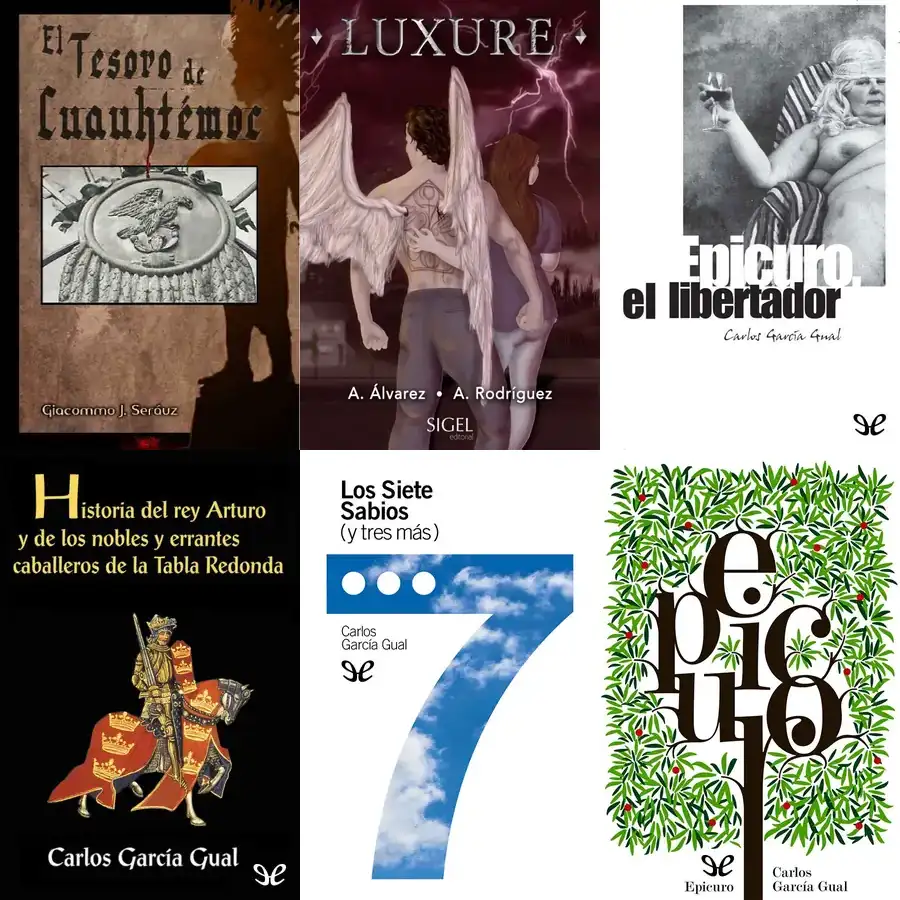 El
Tesoro de
Cuauhtémoc
Giacommo J. Seráuz
LUXURE
A. Álvarez • A. Rodríguez
SIGEL
editorial
Epicuro,
el libertador
Carlos García Gual
Historia del rey Arturo
y de los nobles y errantes
caballeros de la Tabla Redonda
Carlos García Gual
Los Siete
Sabios
(y tres más)
Carlos
García Gual
7
epicuro
Epicuro
Carlos
García Gual